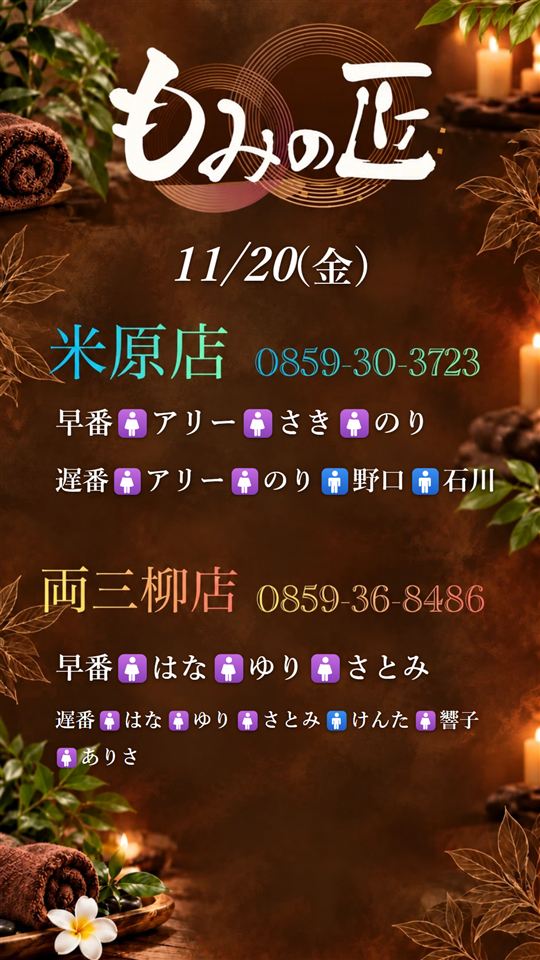 もみの匠
11/20(金)
米原店 0859-30-3723
早番🚺アリー🚺さき🚺のり
遅番🚺アリー🚺のり🚹野口🚹石川
両三柳店 0859-36-8486
早番🚺はな🚺ゆり🚺さとみ
遅番🚺はな🚺ゆり🚺さとみ🚹けんた🚺響子
🚺ありさ